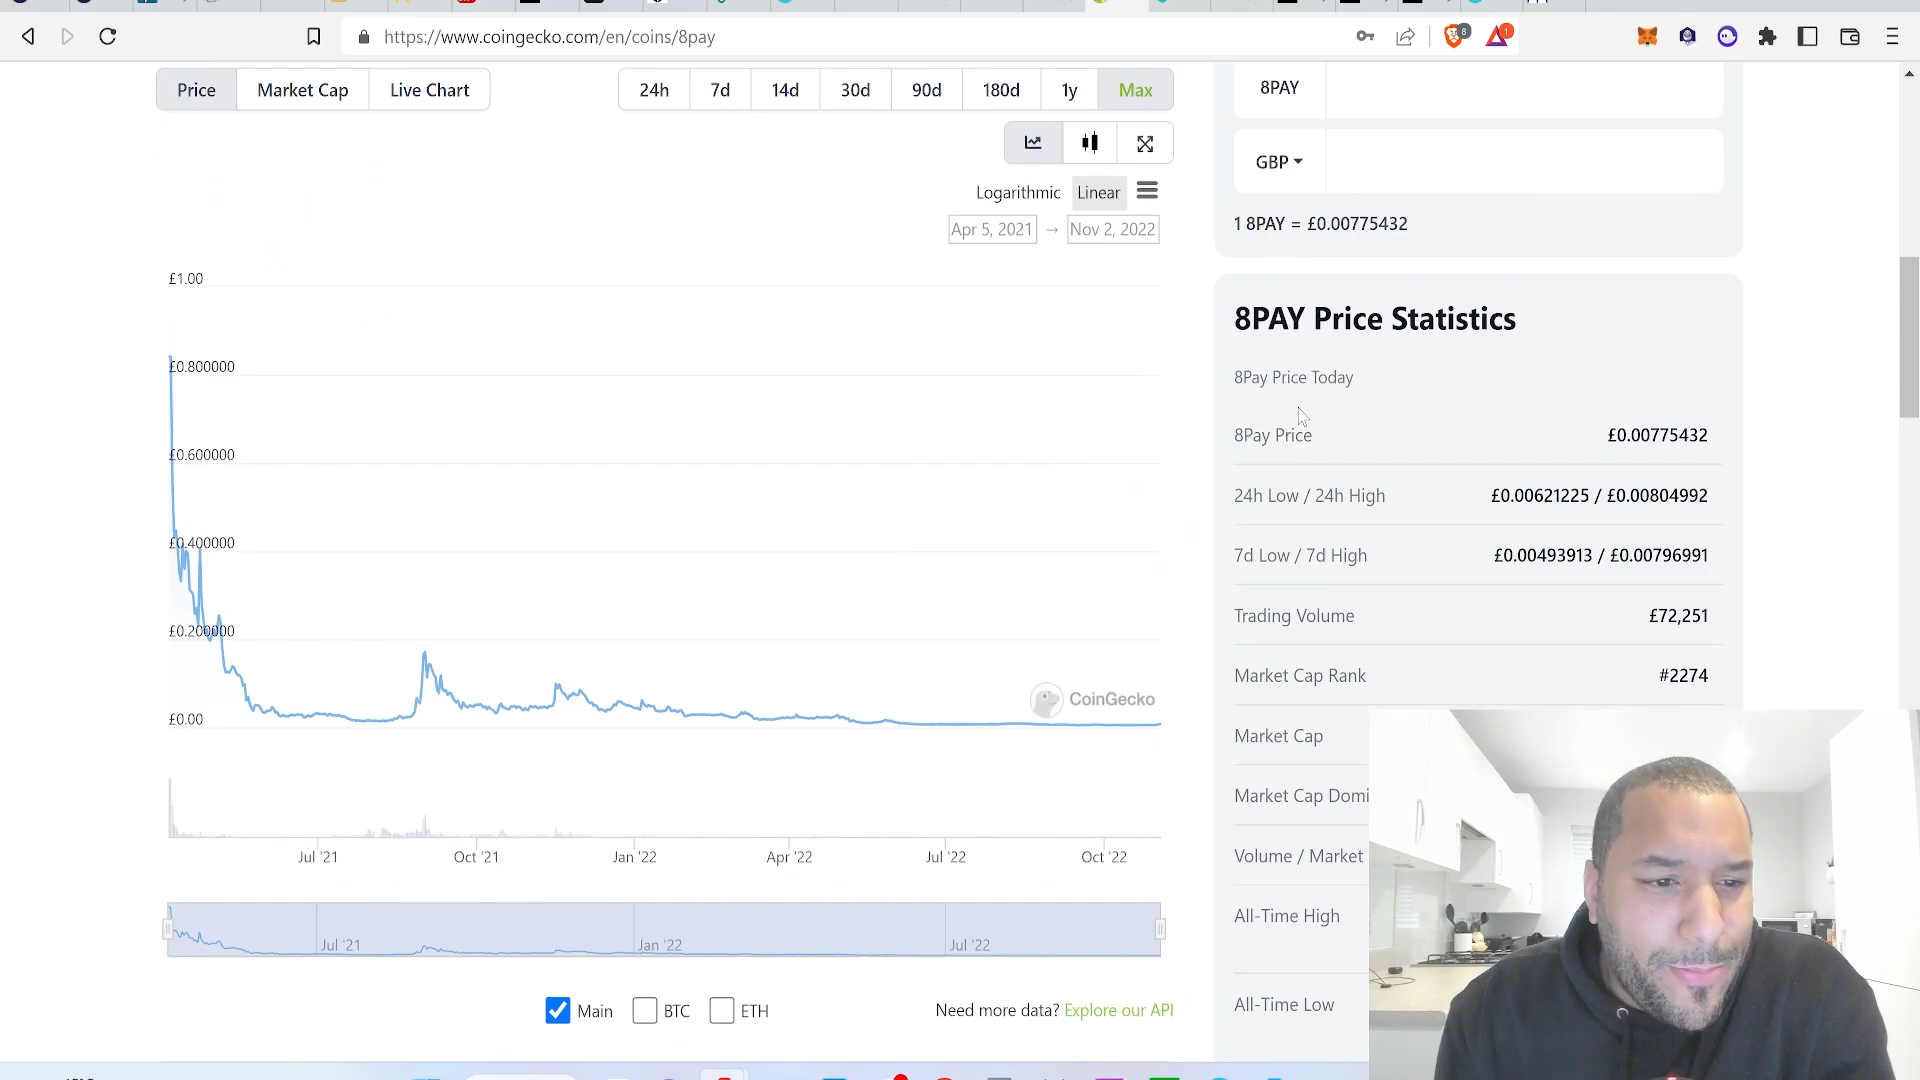 https://www.coingecko.com/en/coins/8pay
8
1
Price
Market Cap
Live Chart
24h
7d
14d
30d
90d
180d
1y
Max
Logarithmic
Linear
Apr 5, 2021 → Nov 2, 2022
£1.00
£0.800000
£0.600000
£0.400000
£0.200000
£0.00
CoinGecko
Jul '21
Oct '21
Jan '22
Apr '22
Jul '22
Oct '22
Jul '21
Jan '22
Jul '22
Main
BTC
ETH
Need more data? Explore our API
8PAY
GBP
1 8PAY = £0.00775432
8PAY Price Statistics
8Pay Price Today
8Pay Price £0.00775432
24h Low / 24h High £0.00621225 / £0.00804992
7d Low / 7d High £0.00493913 / £0.00796991
Trading Volume £72,251
Market Cap Rank #2274
Market Cap
Market Cap Domi
Volume / Market
All-Time High
All-Time Low